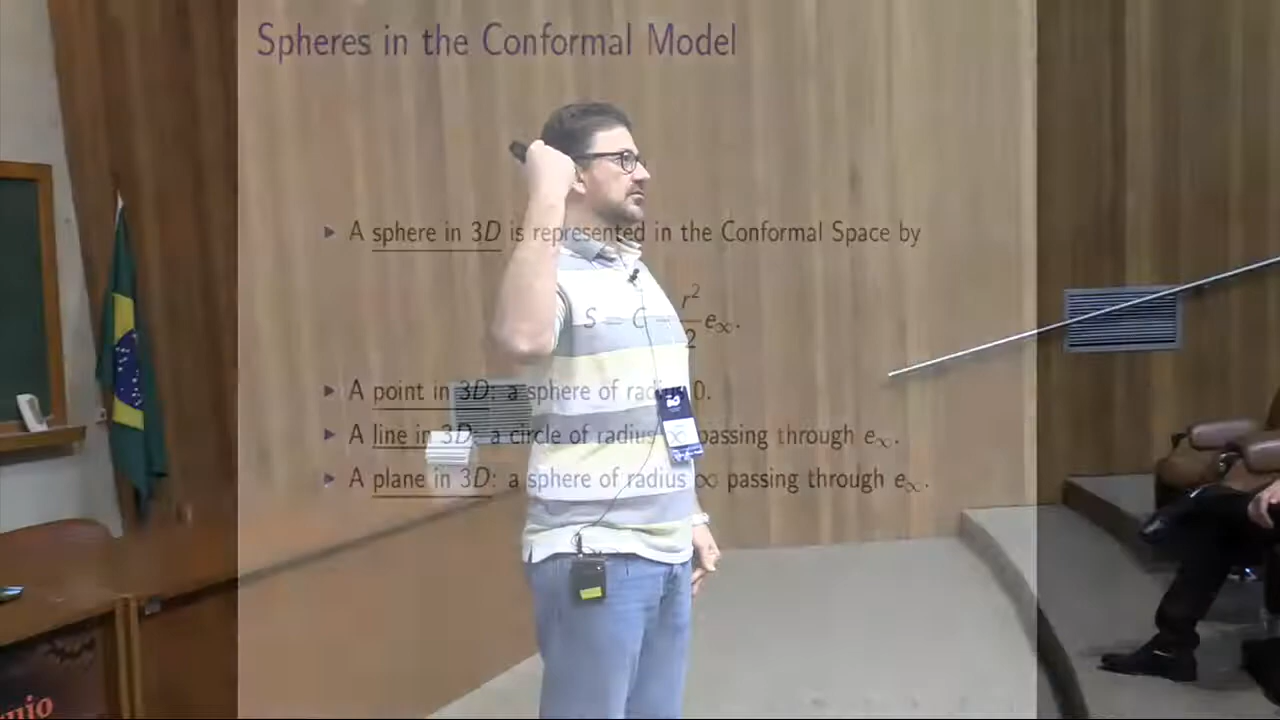 Spheres in the Conformal Model
▶ A sphere in 3D is represented in the Conformal Space by
S = C − r²/2 e∞.
▶ A point in 3D: a sphere of radius 0.
▶ A line in 3D: a circle of radius ∞ passing through e∞.
▶ A plane in 3D: a sphere of radius ∞ passing through e∞.